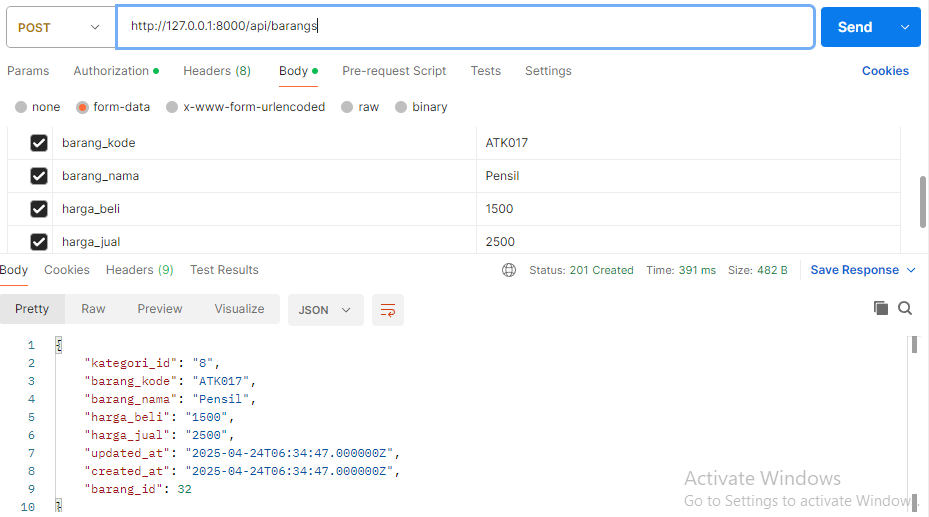 POST http://127.0.0.1:8000/api/barangs Send
Params Authorization Headers (8) Body Pre-request Script Tests Settings Cookies
none form-data x-www-form-urlencoded raw binary
barang_kode ATK017
barang_nama Pensil
harga_beli 1500
harga_jual 2500
Body Cookies Headers (9) Test Results Status: 201 Created Time: 391 ms Size: 482 B Save Response
Pretty Raw Preview Visualize JSON
1 {
2 "kategori_id": "8",
3 "barang_kode": "ATK017",
4 "barang_nama": "Pensil",
5 "harga_beli": "1500",
6 "harga_jual": "2500",
7 "updated_at": "2025-04-24T06:34:47.000000Z",
8 "created_at": "2025-04-24T06:34:47.000000Z",
9 "barang_id": 32
10 }
Activate Windows
Go to Settings to activate Windows.